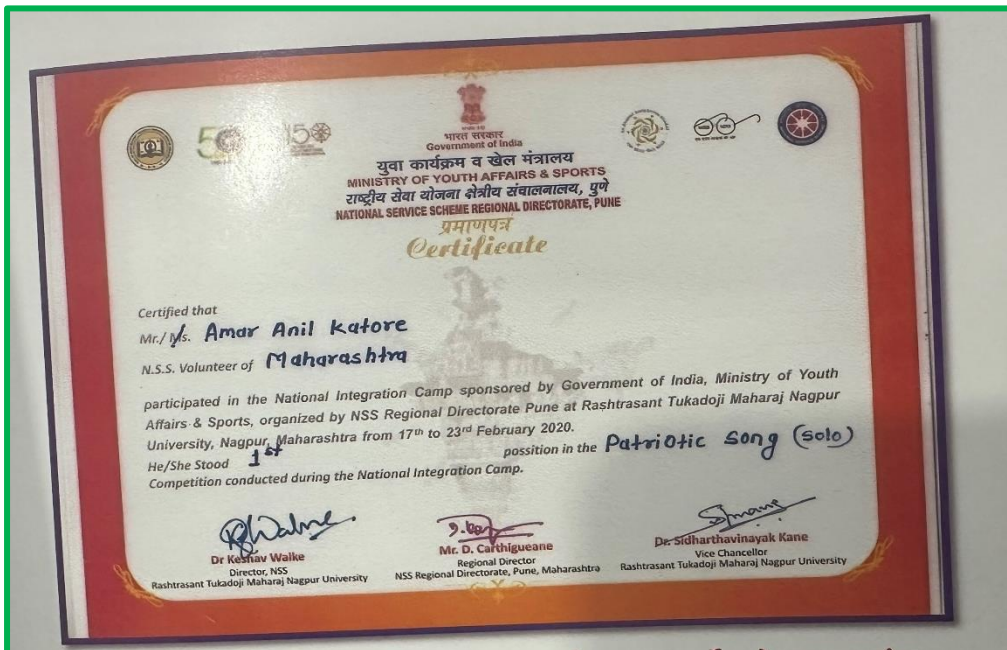 भारत सरकार
Government of India
युवा कार्यक्रम व खेल मंत्रालय
MINISTRY OF YOUTH AFFAIRS & SPORTS
राष्ट्रीय सेवा योजना क्षेत्रीय संचालनालय, पुणे
NATIONAL SERVICE SCHEME REGIONAL DIRECTORATE, PUNE
प्रमाणपत्र
Certificate
Certified that
Mr./Ms. Amar Anil Katore
N.S.S. Volunteer of Maharashtra
participated in the National Integration Camp sponsored by Government of India, Ministry of Youth
Affairs & Sports, organized by NSS Regional Directorate Pune at Rashtrasant Tukadoji Maharaj Nagpur
University, Nagpur, Maharashtra from 17th to 23rd February 2020.
He/She Stood 1st possition in the Patriotic Song (solo)
Competition conducted during the National Integration Camp.
Dr Keshav Walke
Director, NSS
Rashtrasant Tukadoji Maharaj Nagpur University
Mr. D. Carthigueane
Regional Director
NSS Regional Directorate, Pune, Maharashtra
Dr. Sidharthavinayak Kane
Vice Chancellor
Rashtrasant Tukadoji Maharaj Nagpur University